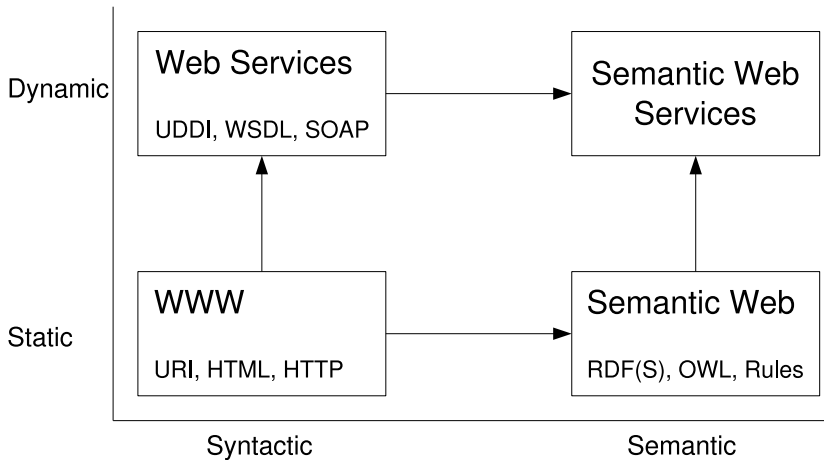 Dynamic
Web Services
UDDI, WSDL, SOAP
Semantic Web
Services
Static
WWW
URI, HTML, HTTP
Semantic Web
RDF(S), OWL, Rules
Syntactic
Semantic